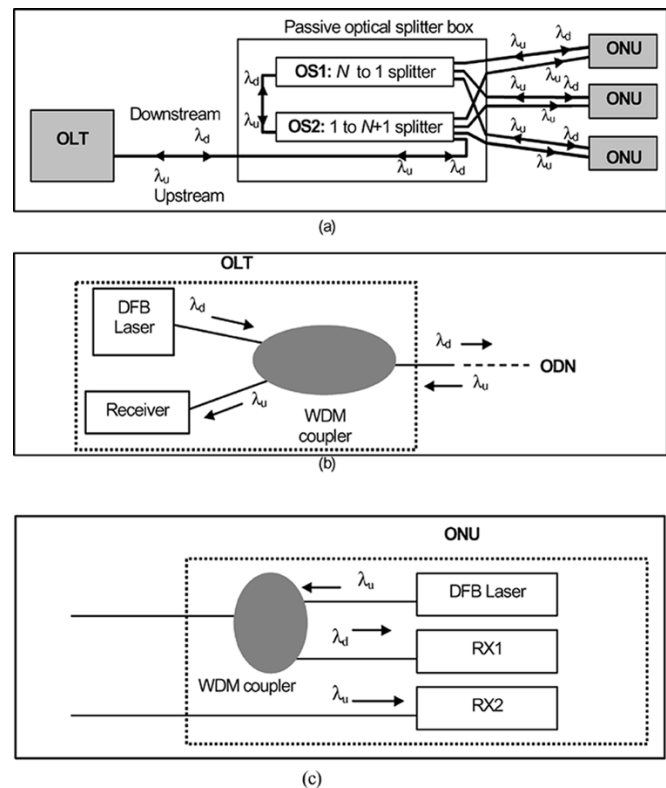 Passive optical splitter box
OS1: N to 1 splitter
λd
λu
OS2: 1 to N+1 splitter
OLT
Downstream
λd
λu
Upstream
λu
λd
λu
λd
ONU
λu
λu
λd
ONU
λu
λu
λd
ONU
λu
(a)
OLT
DFB
Laser
λd
λd
λu
ODN
Receiver
λu
WDM
coupler
(b)
ONU
λu
DFB Laser
λd
RX1
WDM coupler
λu
RX2
(c)